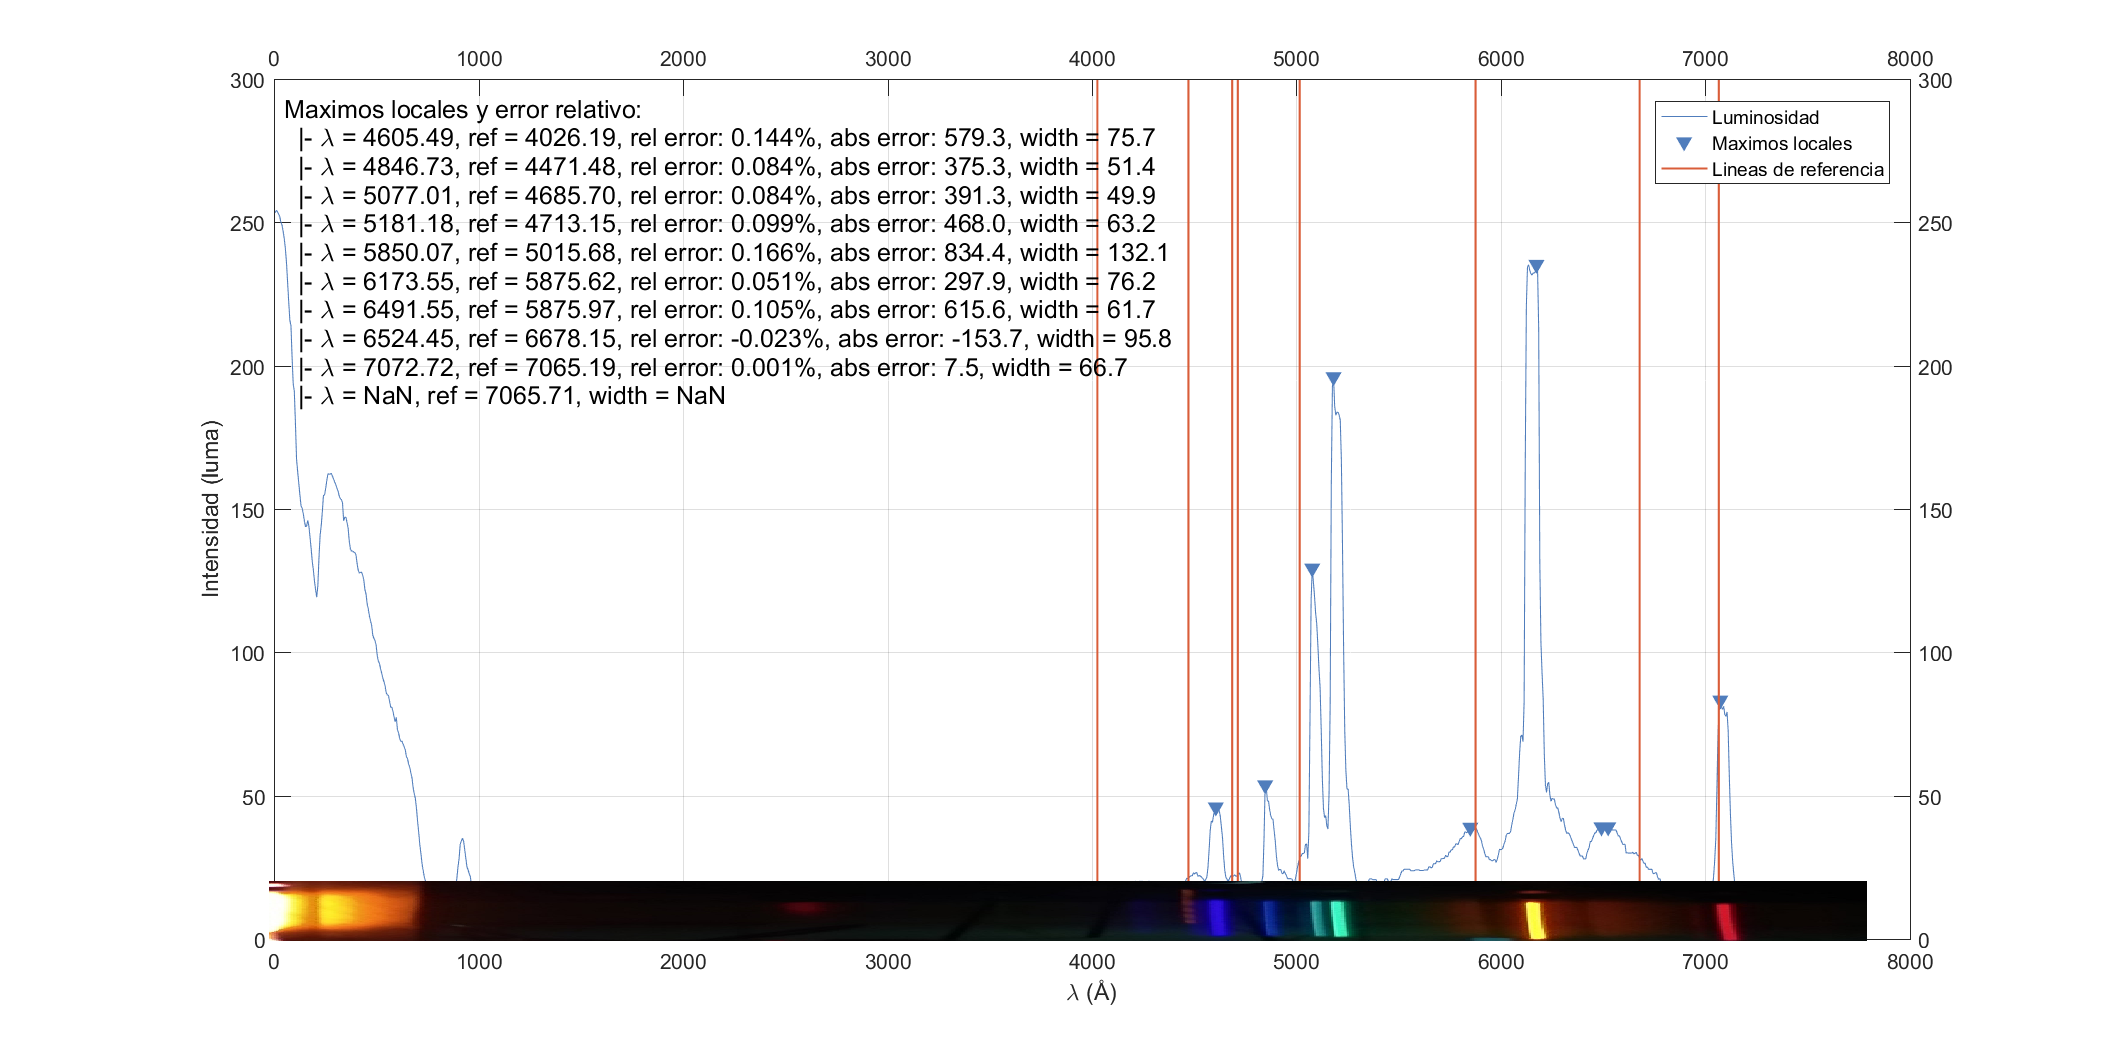 0 1000 2000 3000 4000 5000 6000 7000 8000
300 300
Maximos locales y error relativo:
|- λ = 4605.49, ref = 4026.19, rel error: 0.144%, abs error: 579.3, width = 75.7
|- λ = 4846.73, ref = 4471.48, rel error: 0.084%, abs error: 375.3, width = 51.4
|- λ = 5077.01, ref = 4685.70, rel error: 0.084%, abs error: 391.3, width = 49.9
|- λ = 5181.18, ref = 4713.15, rel error: 0.099%, abs error: 468.0, width = 63.2
|- λ = 5850.07, ref = 5015.68, rel error: 0.166%, abs error: 834.4, width = 132.1
|- λ = 6173.55, ref = 5875.62, rel error: 0.051%, abs error: 297.9, width = 76.2
|- λ = 6491.55, ref = 5875.97, rel error: 0.105%, abs error: 615.6, width = 61.7
|- λ = 6524.45, ref = 6678.15, rel error: -0.023%, abs error: -153.7, width = 95.8
|- λ = 7072.72, ref = 7065.19, rel error: 0.001%, abs error: 7.5, width = 66.7
|- λ = NaN, ref = 7065.71, width = NaN
Luminosidad
Maximos locales
Lineas de referencia
250 250
200 200
150 150
100 100
50 50
0 0
Intensidad (luma)
0 1000 2000 3000 4000 5000 6000 7000 8000
λ (Å)